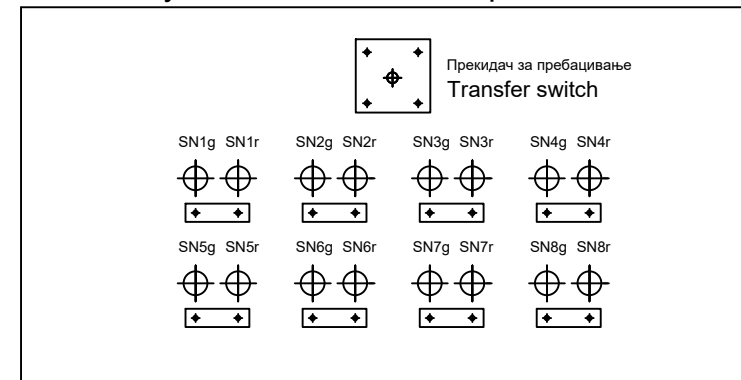 Прекидач за пребацивање
Transfer switch
SN1g SN1r SN2g SN2r SN3g SN3r SN4g SN4r
SN5g SN5r SN6g SN6r SN7g SN7r SN8g SN8r